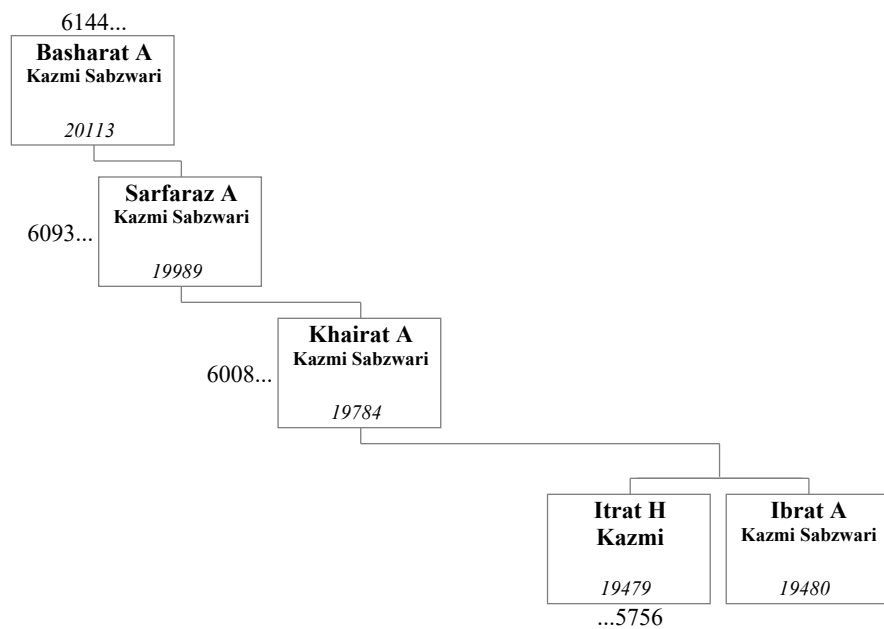 6144...
Basharat A
Kazmi Sabzwari
20113
Sarfaraz A
Kazmi Sabzwari
6093...
19989
Khairat A
Kazmi Sabzwari
6008...
19784
Itrat H
Kazmi
19479
...5756
Ibrat A
Kazmi Sabzwari
19480